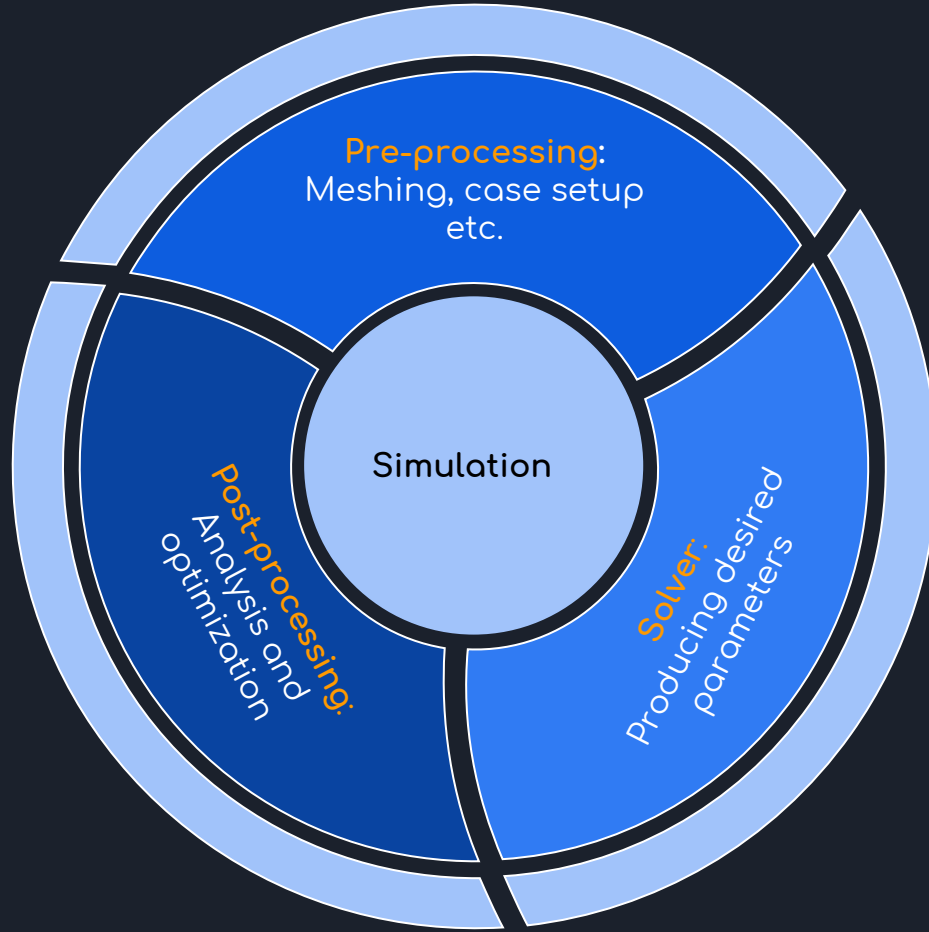 Pre-processing:
Meshing, case setup
etc.
Simulation
Solver:
Producing desired
parameters
Post-processing:
Analysis and
optimization